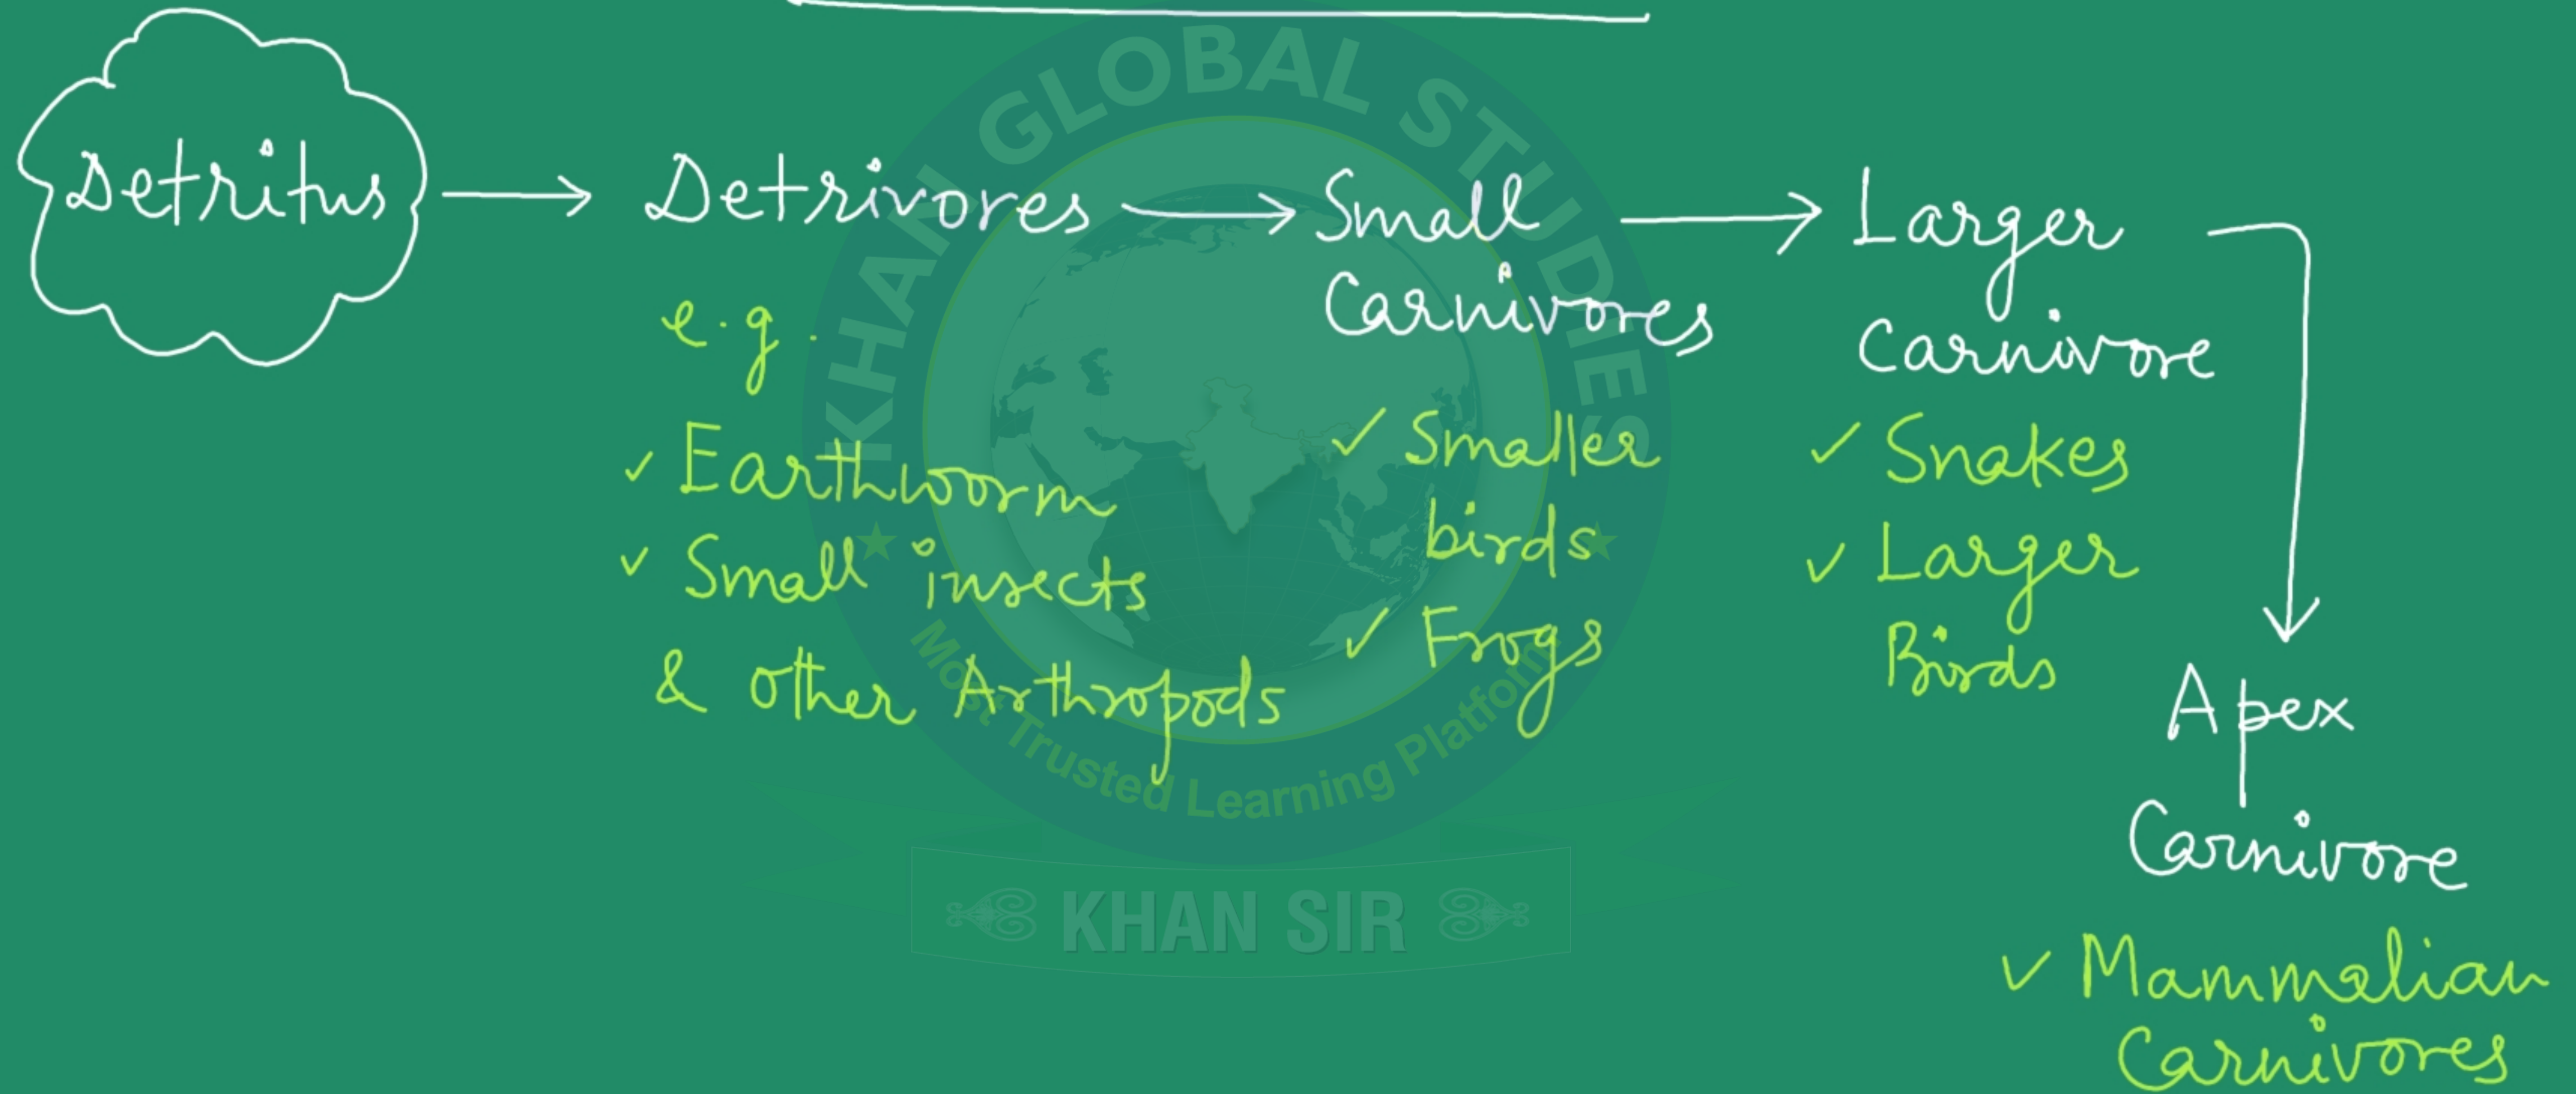 Detritus → Detrivores → Small Carnivores → Larger Carnivore
e.g.
✓ Earthworm
✓ Small insects
& other Arthropods
✓ Smaller
birds
✓ Frogs
✓ Snakes
✓ Larger
Birds
Apex
Carnivore
✓ Mammalian
Carnivores
KHAN GLOBAL STUDIES
Most Trusted Learning Platform
KHAN SIR